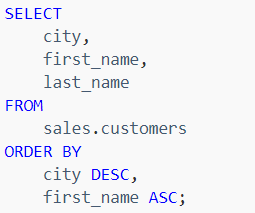 SELECT
    city,
    first_name,
    last_name
FROM
    sales.customers
ORDER BY
    city DESC,
    first_name ASC;